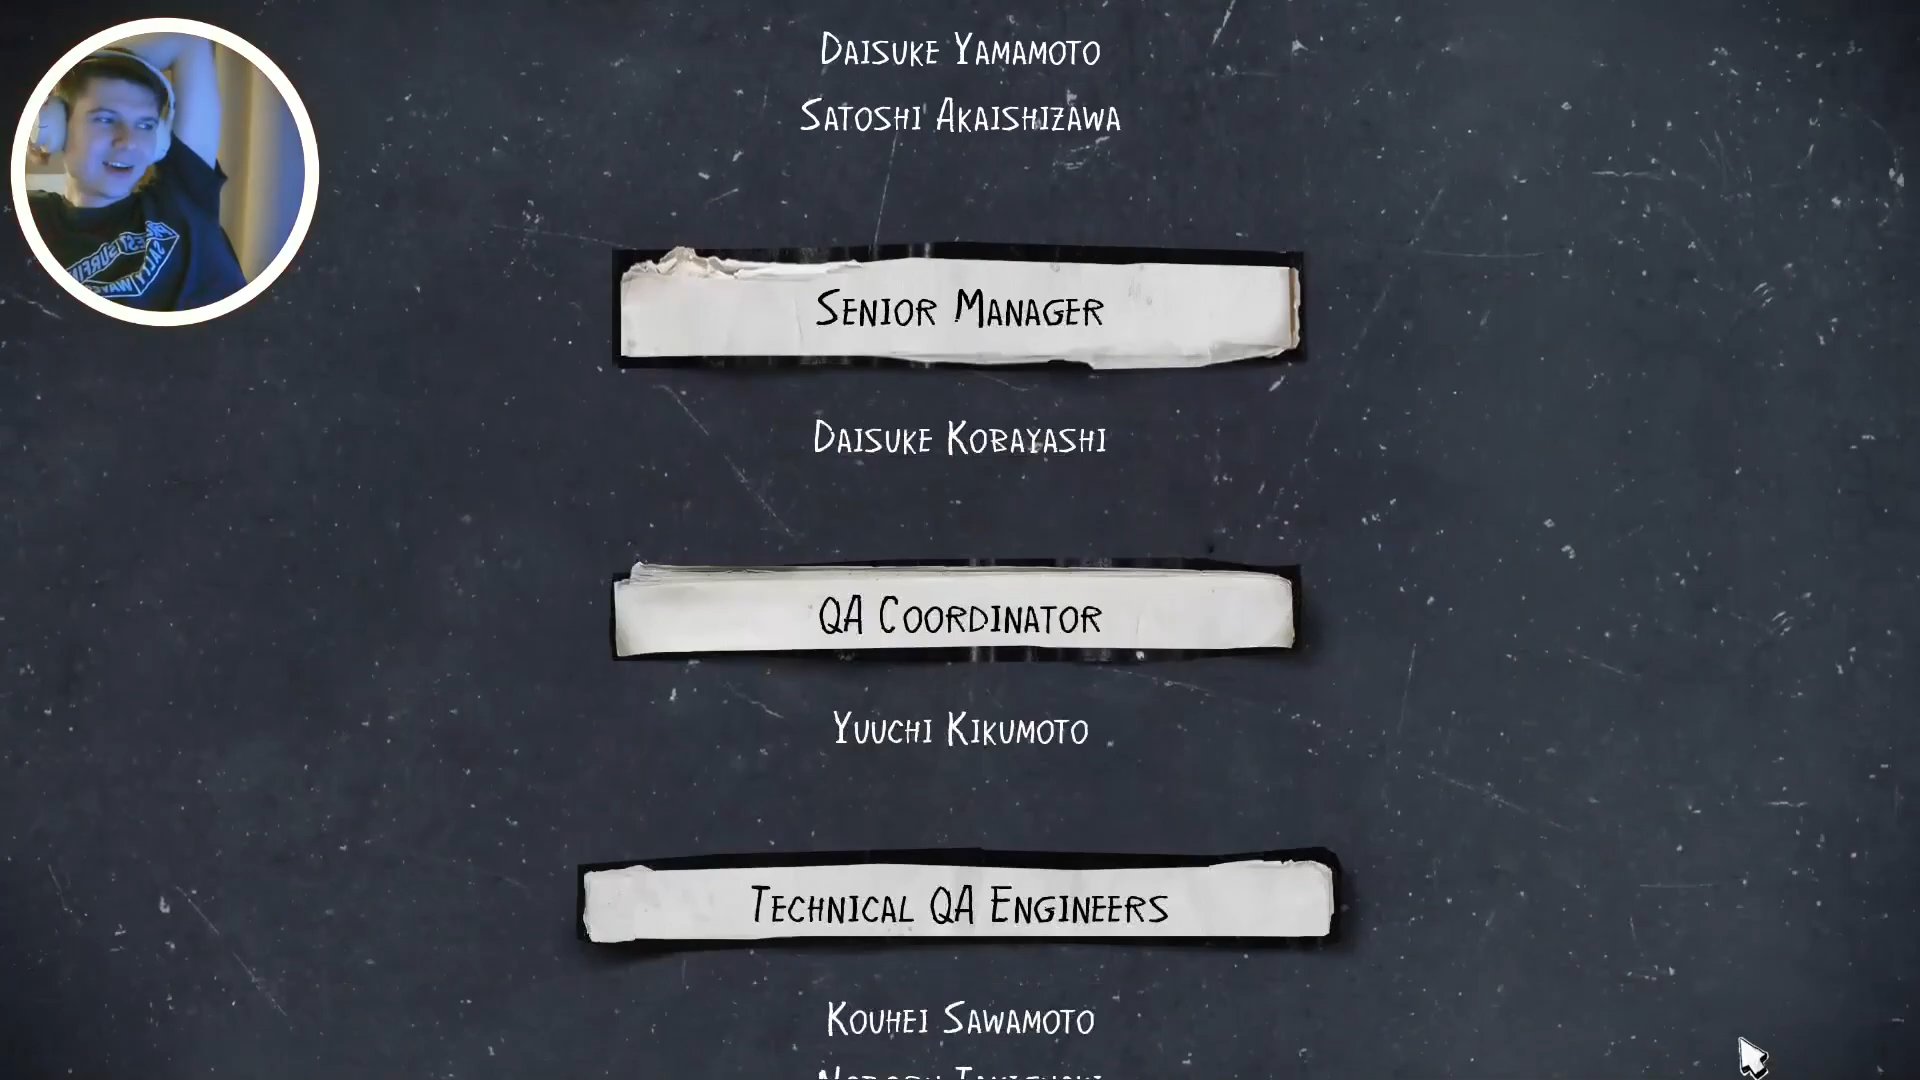 Daisuke Yamamoto
Satoshi Akaishizawa
Senior Manager
Daisuke Kobayashi
QA Coordinator
Yuuchi Kikumoto
Technical QA Engineers
Kouhei Sawamoto